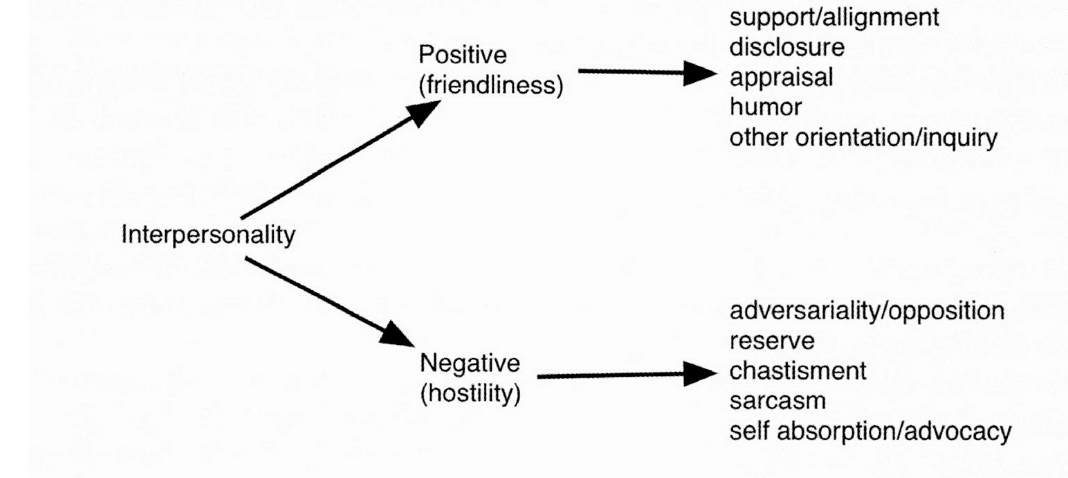 support/allignment
disclosure
appraisal
humor
other orientation/inquiry
Positive
(friendliness)
Interpersonality
Negative
(hostility)
adversariality/opposition
reserve
chastisment
sarcasm
self absorption/advocacy